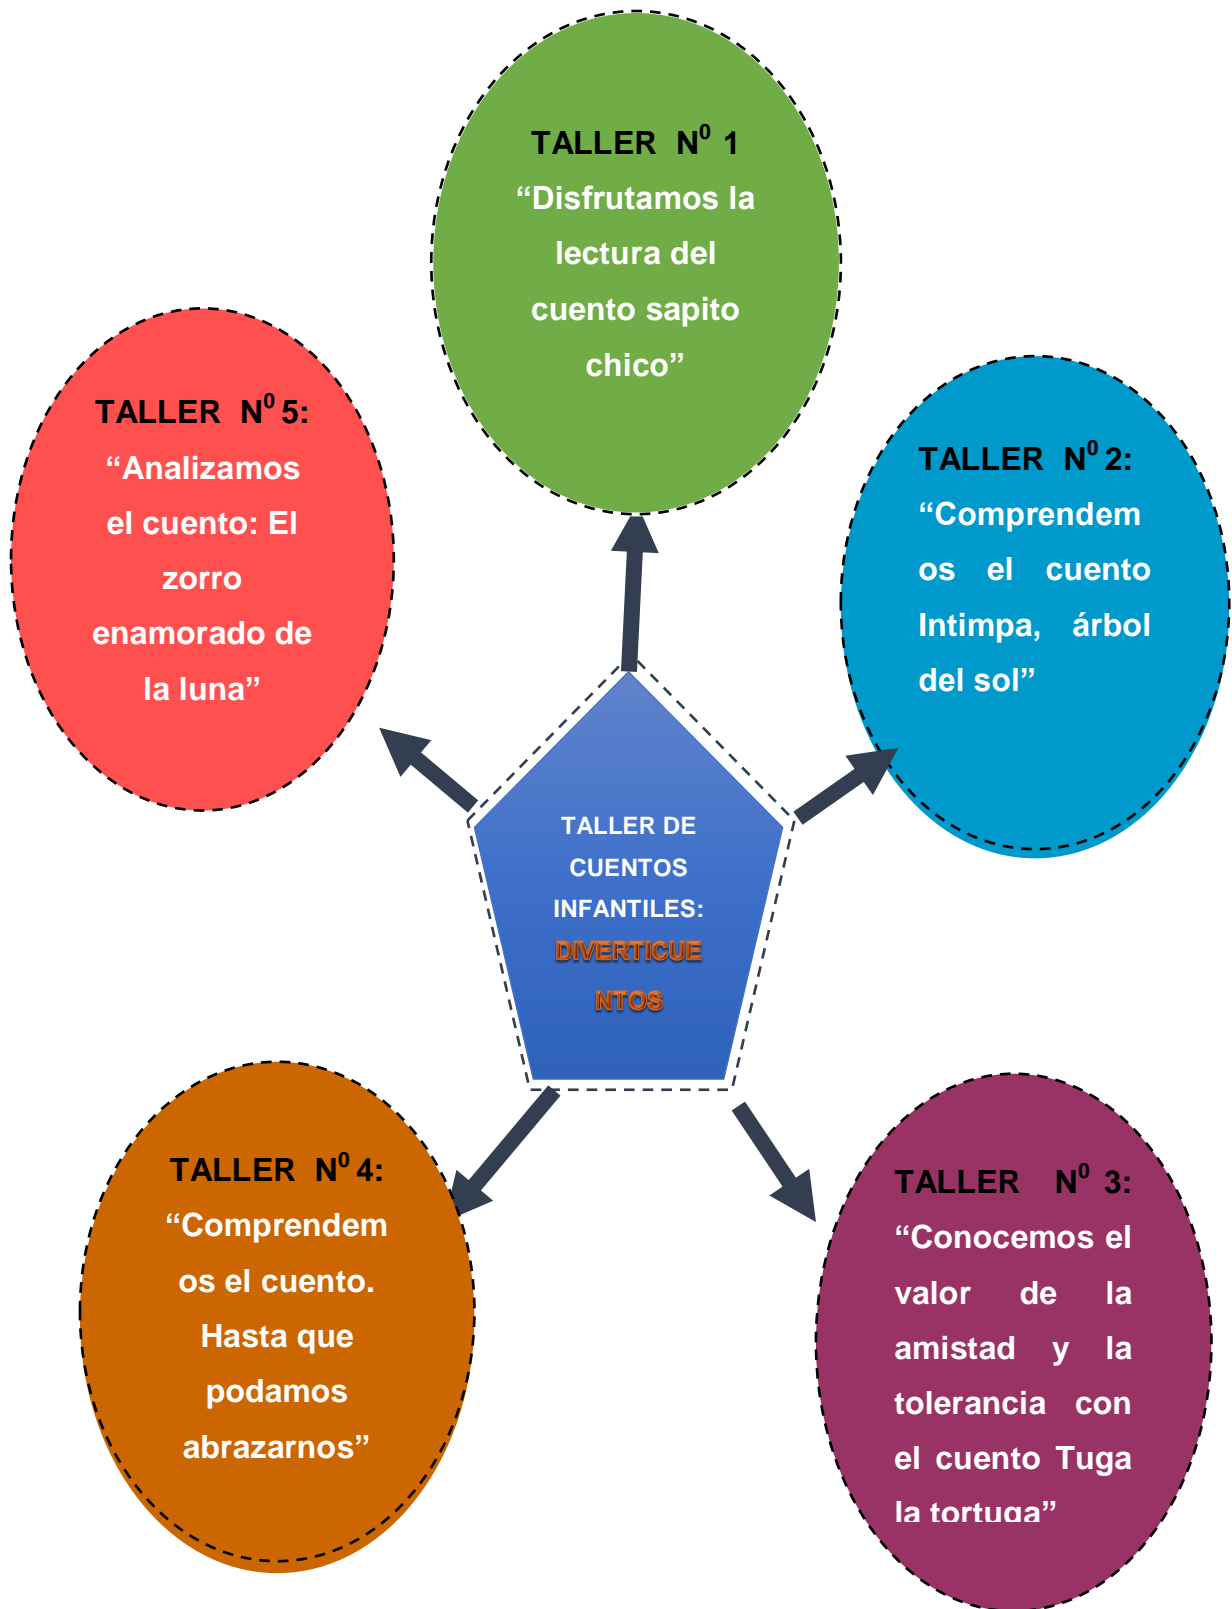 TALLER N⁰ 1
“Disfrutamos la
lectura del
cuento sapito
chico”
TALLER N⁰ 2:
“Comprendem
os el cuento
Intimpa, árbol
del sol”
TALLER N⁰ 3:
“Conocemos el
valor de la
amistad y la
tolerancia con
el cuento Tuga
la tortuga”
TALLER N⁰ 4:
“Comprendem
os el cuento.
Hasta que
podamos
abrazarnos”
TALLER N⁰ 5:
“Analizamos
el cuento: El
zorro
enamorado de
la luna”
TALLER DE
CUENTOS
INFANTILES:
DIVERTICUE
NTOS